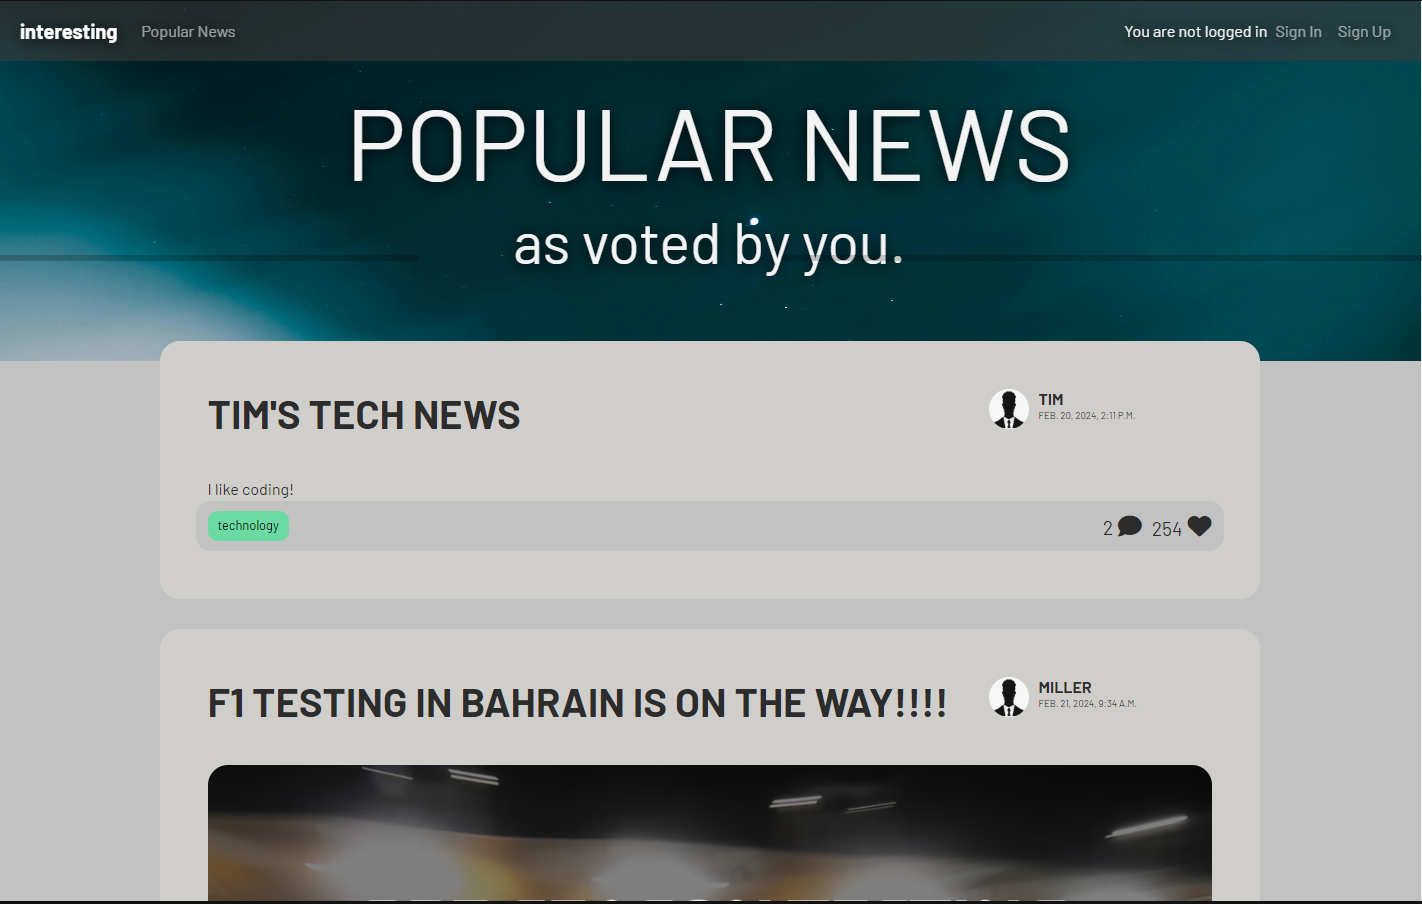 interesting Popular News You are not logged in Sign In Sign Up
POPULAR NEWS
as voted by you.
TIM'S TECH NEWS
TIM
FEB. 20, 2024, 2:11 P.M.
I like coding!
technology 2 254
F1 TESTING IN BAHRAIN IS ON THE WAY!!!!
MILLER
FEB. 21, 2024, 9:34 A.M.